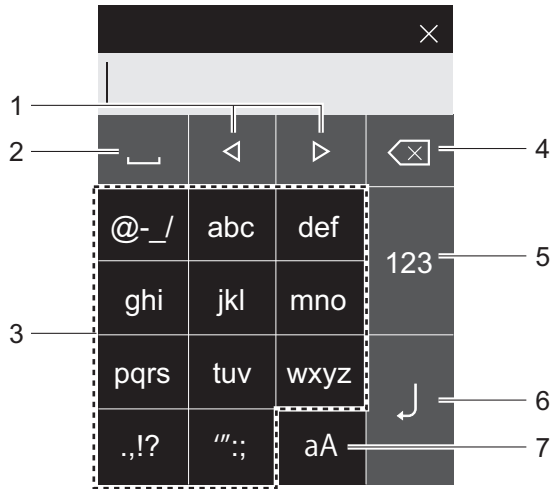 1
2
4
@-_/ abc def
123 5
ghi jkl mno
3
pqrs tuv wxyz
6
.,!? ‘”:; aA
7